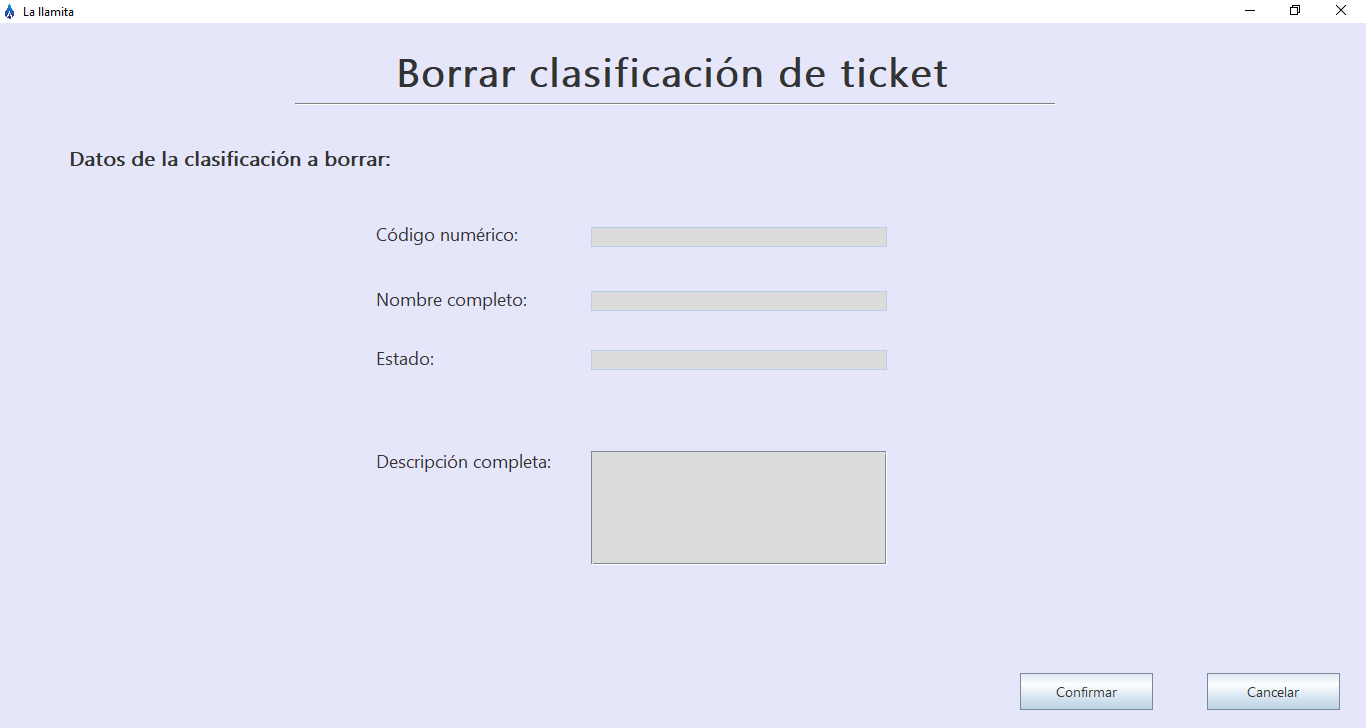 La llamita
Borrar clasificación de ticket
Datos de la clasificación a borrar:
Código numérico:
Nombre completo:
Estado:
Descripción completa:
Confirmar
Cancelar